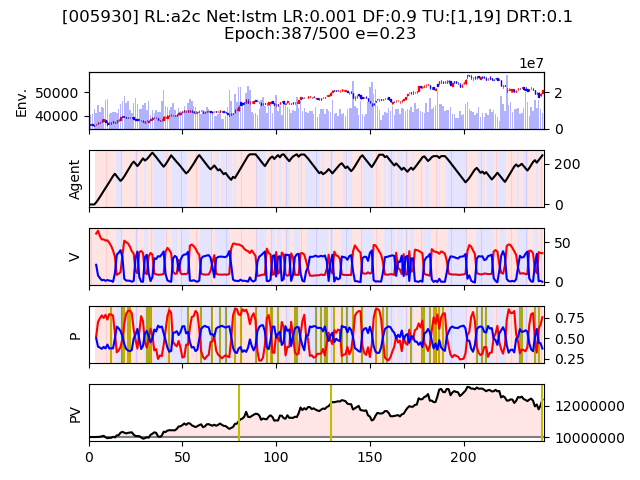 [005930] RL:a2c Net:lstm LR:0.001 DF:0.9 TU:[1,19] DRT:0.1
Epoch:387/500 e=0.23
1e7
Env.
50000
40000
2
0
Agent
200
0
V
50
0
P
0.75
0.50
0.25
PV
12000000
10000000
0 50 100 150 200